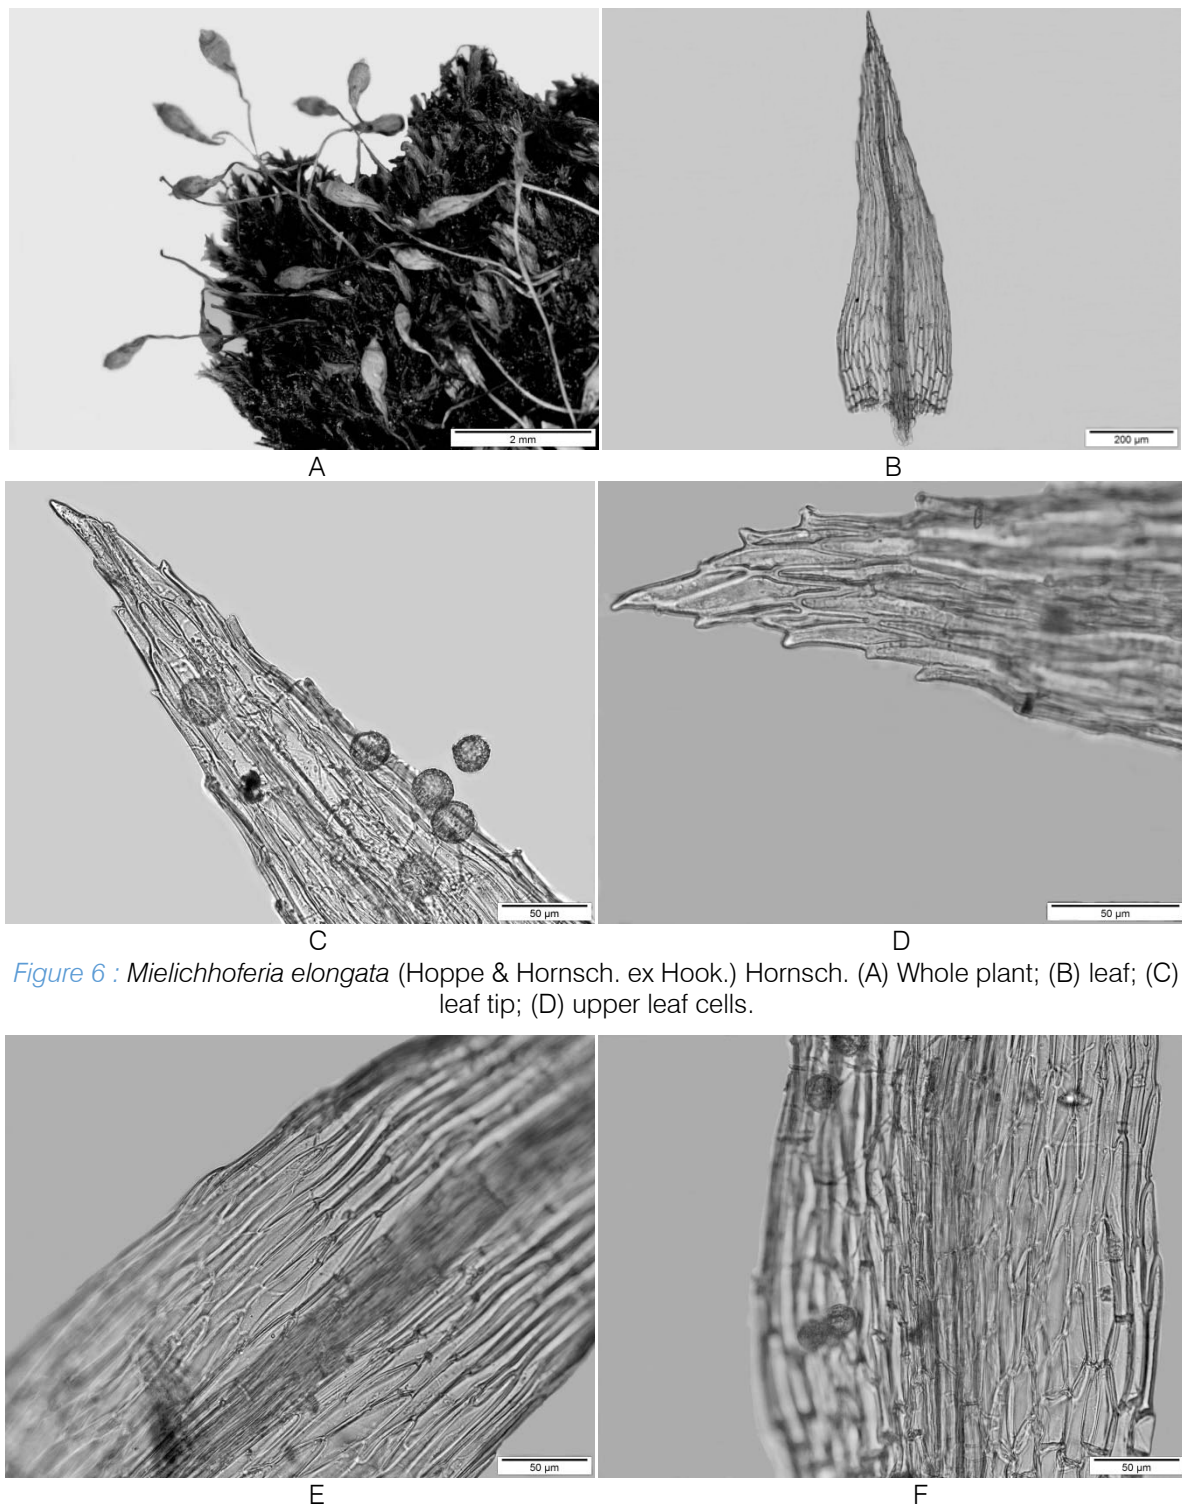 2 mm
200 µm
A
B
50 µm
50 µm
C
D
Figure 6 : Mielichhoferia elongata (Hoppe & Hornsch. ex Hook.) Hornsch. (A) Whole plant; (B) leaf; (C)
leaf tip; (D) upper leaf cells.
50 µm
50 µm
E
F